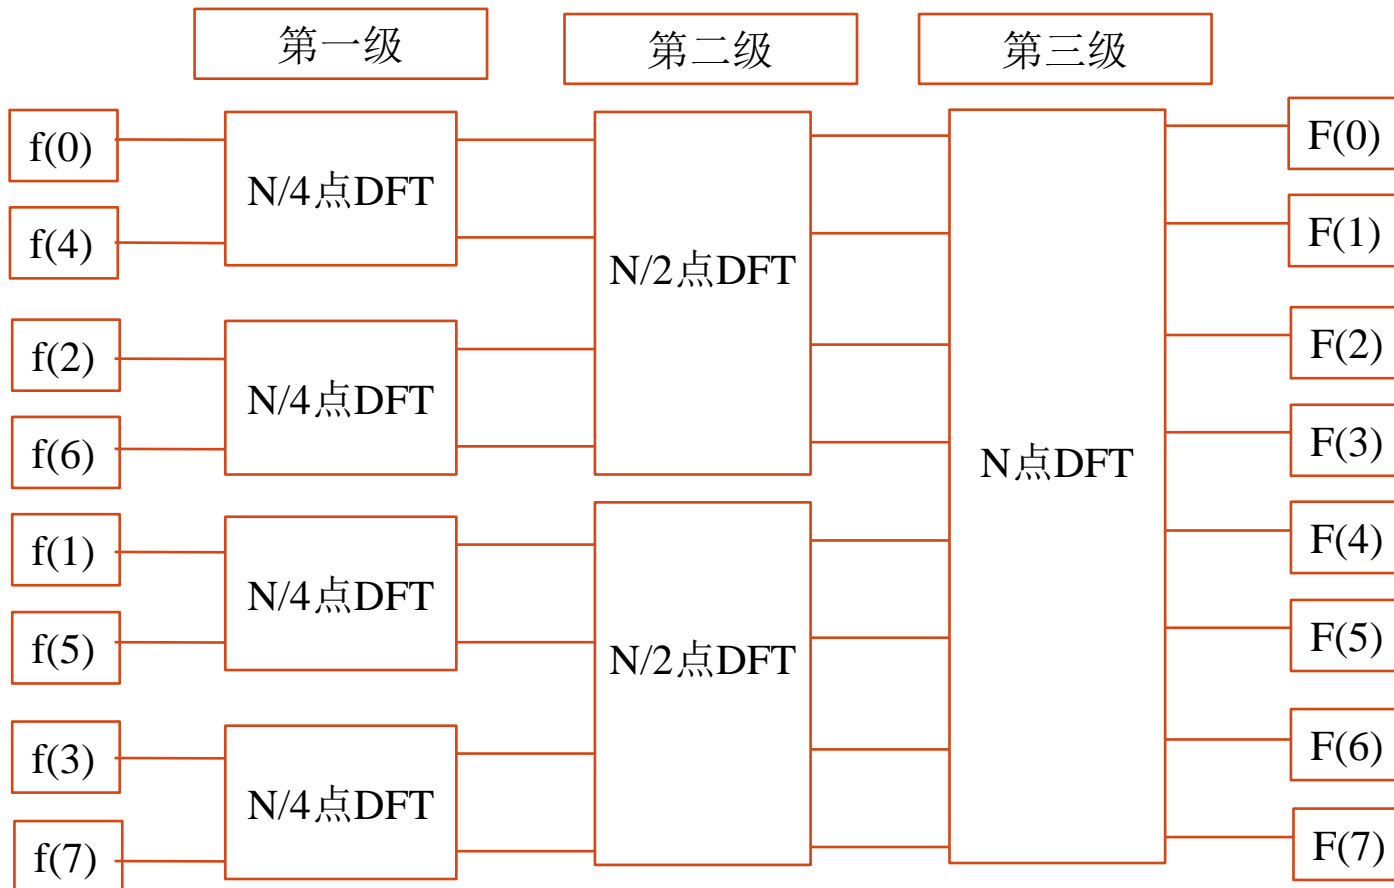 第一级
第二级
第三级
f(0)
f(4)
f(2)
f(6)
f(1)
f(5)
f(3)
f(7)
N/4点DFT
N/4点DFT
N/4点DFT
N/4点DFT
N/2点DFT
N/2点DFT
N点DFT
F(0)
F(1)
F(2)
F(3)
F(4)
F(5)
F(6)
F(7)